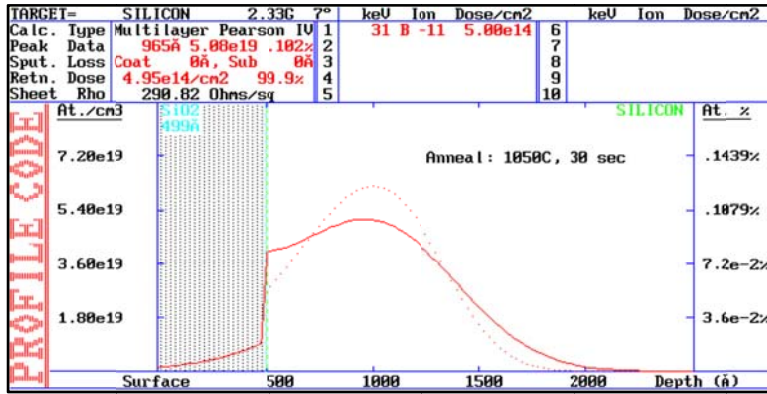 TARGET= SILICON 2.33G 7° keV Ion Dose/cm2 keV Ion Dose/cm2
Calc. Type Multilayer Pearson IV 1 31 B -11 5.00e14 6
Peak Data 965Å 5.08e19 .102% 2 7
Sput. Loss Coat 0Å, Sub 0Å 3 8
Retn. Dose 4.95e14/cm2 99.9% 4 9
Sheet Rho 290.82 Ohms/sq 5 10
At./cm3 SiO2 SILICON At. %
499Å
7.20e19 Anneal: 1050C, 30 sec .1439%
5.40e19 .1079%
3.60e19 7.2e-2%
1.80e19 3.6e-2%
Surface 500 1000 1500 2000 Depth (Å)
PROFILE CODE